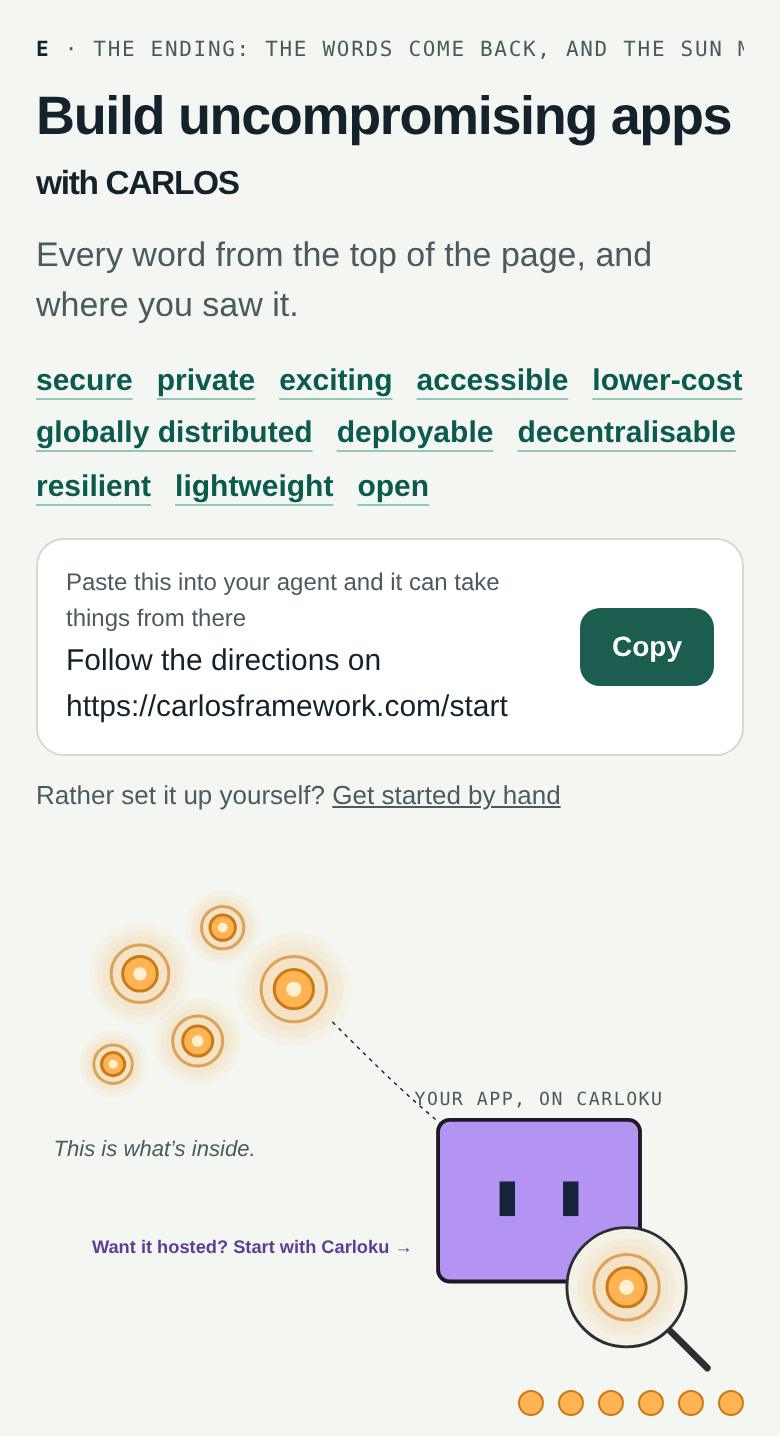 E · THE ENDING: THE WORDS COME BACK, AND THE SUN
Build uncompromising apps
with CARLOS
Every word from the top of the page, and
where you saw it.
secure private exciting accessible lower-cost
globally distributed deployable decentralisable
resilient lightweight open
Paste this into your agent and it can take
things from there
Follow the directions on
https://carlosframework.com/start
Copy
Rather set it up yourself? Get started by hand
YOUR APP, ON CARLOKU
This is what’s inside.
Want it hosted? Start with Carloku →